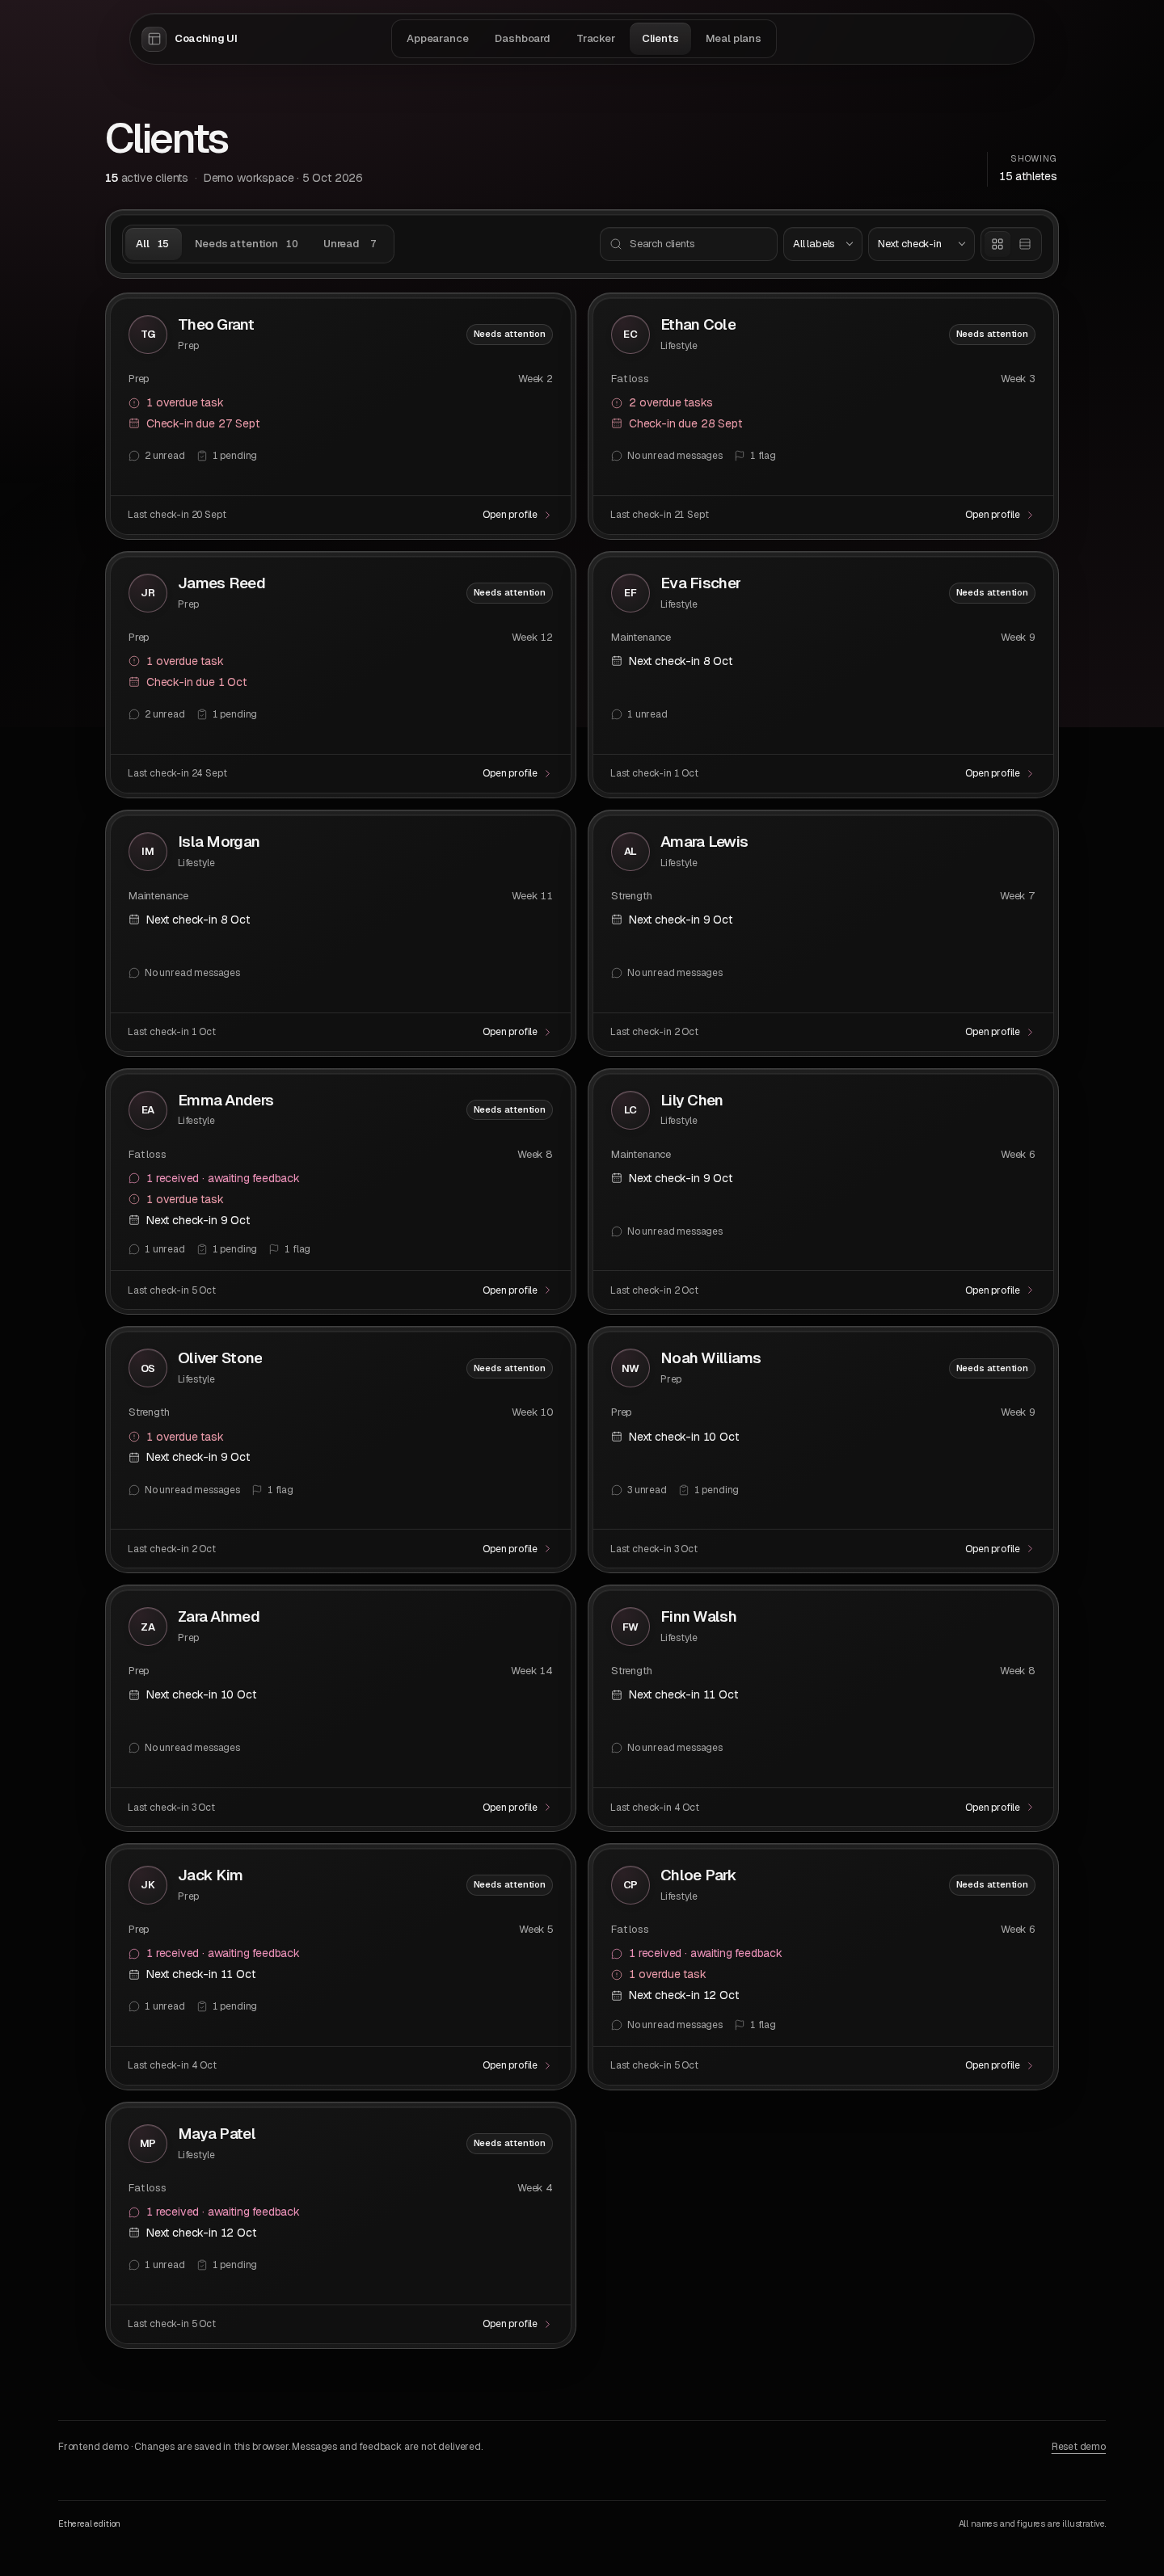 Coaching UI
Appearance Dashboard Tracker Clients Meal plans
Clients
15 active clients · Demo workspace · 5 Oct 2026
SHOWING
15 athletes
All 15 Needs attention 10 Unread 7
Search clients All labels Next check-in
TG Theo Grant Needs attention
Prep
Prep Week 2
1 overdue task
Check-in due 27 Sept
2 unread 1 pending
Last check-in 20 Sept Open profile
EC Ethan Cole Needs attention
Lifestyle
Fat loss Week 3
2 overdue tasks
Check-in due 28 Sept
No unread messages 1 flag
Last check-in 21 Sept Open profile
JR James Reed Needs attention
Prep
Prep Week 12
1 overdue task
Check-in due 1 Oct
2 unread 1 pending
Last check-in 24 Sept Open profile
EF Eva Fischer Needs attention
Lifestyle
Maintenance Week 9
Next check-in 8 Oct
1 unread
Last check-in 1 Oct Open profile
IM Isla Morgan
Lifestyle
Maintenance Week 11
Next check-in 8 Oct
No unread messages
Last check-in 1 Oct Open profile
AL Amara Lewis
Lifestyle
Strength Week 7
Next check-in 9 Oct
No unread messages
Last check-in 2 Oct Open profile
EA Emma Anders Needs attention
Lifestyle
Fat loss Week 8
1 received · awaiting feedback
1 overdue task
Next check-in 9 Oct
1 unread 1 pending 1 flag
Last check-in 5 Oct Open profile
LC Lily Chen
Lifestyle
Maintenance Week 6
Next check-in 9 Oct
No unread messages
Last check-in 2 Oct Open profile
OS Oliver Stone Needs attention
Lifestyle
Strength Week 10
1 overdue task
Next check-in 9 Oct
No unread messages 1 flag
Last check-in 2 Oct Open profile
NW Noah Williams Needs attention
Prep
Prep Week 9
Next check-in 10 Oct
3 unread 1 pending
Last check-in 3 Oct Open profile
ZA Zara Ahmed
Prep
Prep Week 14
Next check-in 10 Oct
No unread messages
Last check-in 3 Oct Open profile
FW Finn Walsh
Lifestyle
Strength Week 8
Next check-in 11 Oct
No unread messages
Last check-in 4 Oct Open profile
JK Jack Kim Needs attention
Prep
Prep Week 5
1 received · awaiting feedback
Next check-in 11 Oct
1 unread 1 pending
Last check-in 4 Oct Open profile
CP Chloe Park Needs attention
Lifestyle
Fat loss Week 6
1 received · awaiting feedback
1 overdue task
Next check-in 12 Oct
No unread messages 1 flag
Last check-in 5 Oct Open profile
MP Maya Patel Needs attention
Lifestyle
Fat loss Week 4
1 received · awaiting feedback
Next check-in 12 Oct
1 unread 1 pending
Last check-in 5 Oct Open profile
Frontend demo · Changes are saved in this browser. Messages and feedback are not delivered. Reset demo
Ethereal edition All names and figures are illustrative.